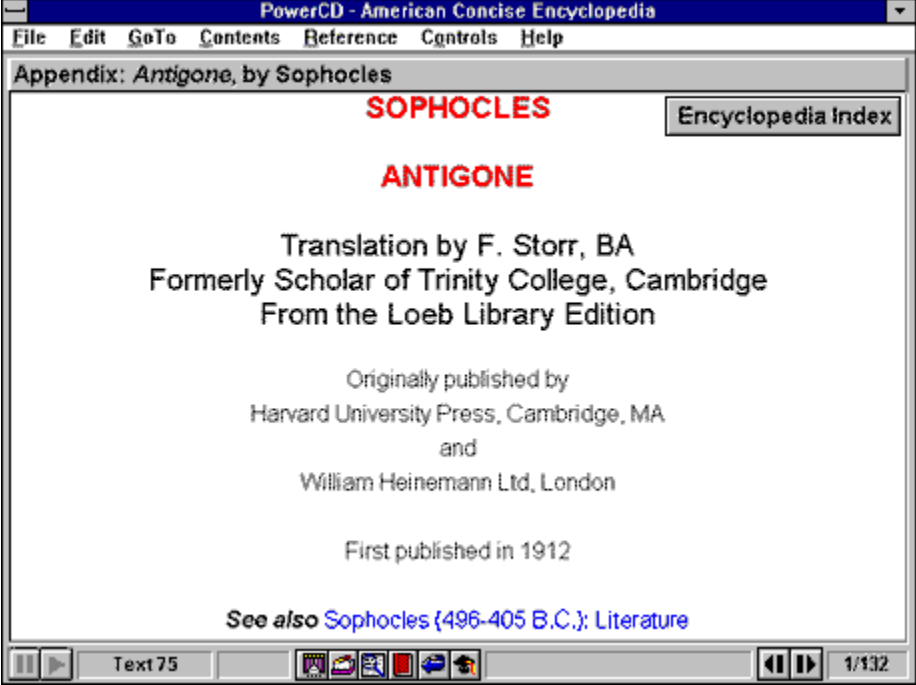 PowerCD - American Concise Encyclopedia
File Edit GoTo Contents Reference Controls Help
Appendix: Antigone, by Sophocles
SOPHOCLES
Encyclopedia Index
ANTIGONE
Translation by F. Storr, BA
Formerly Scholar of Trinity College, Cambridge
From the Loeb Library Edition
Originally published by
Harvard University Press, Cambridge, MA
and
William Heinemann Ltd, London
First published in 1912
See also Sophocles (496-405 B.C.): Literature
Text 75
1/132